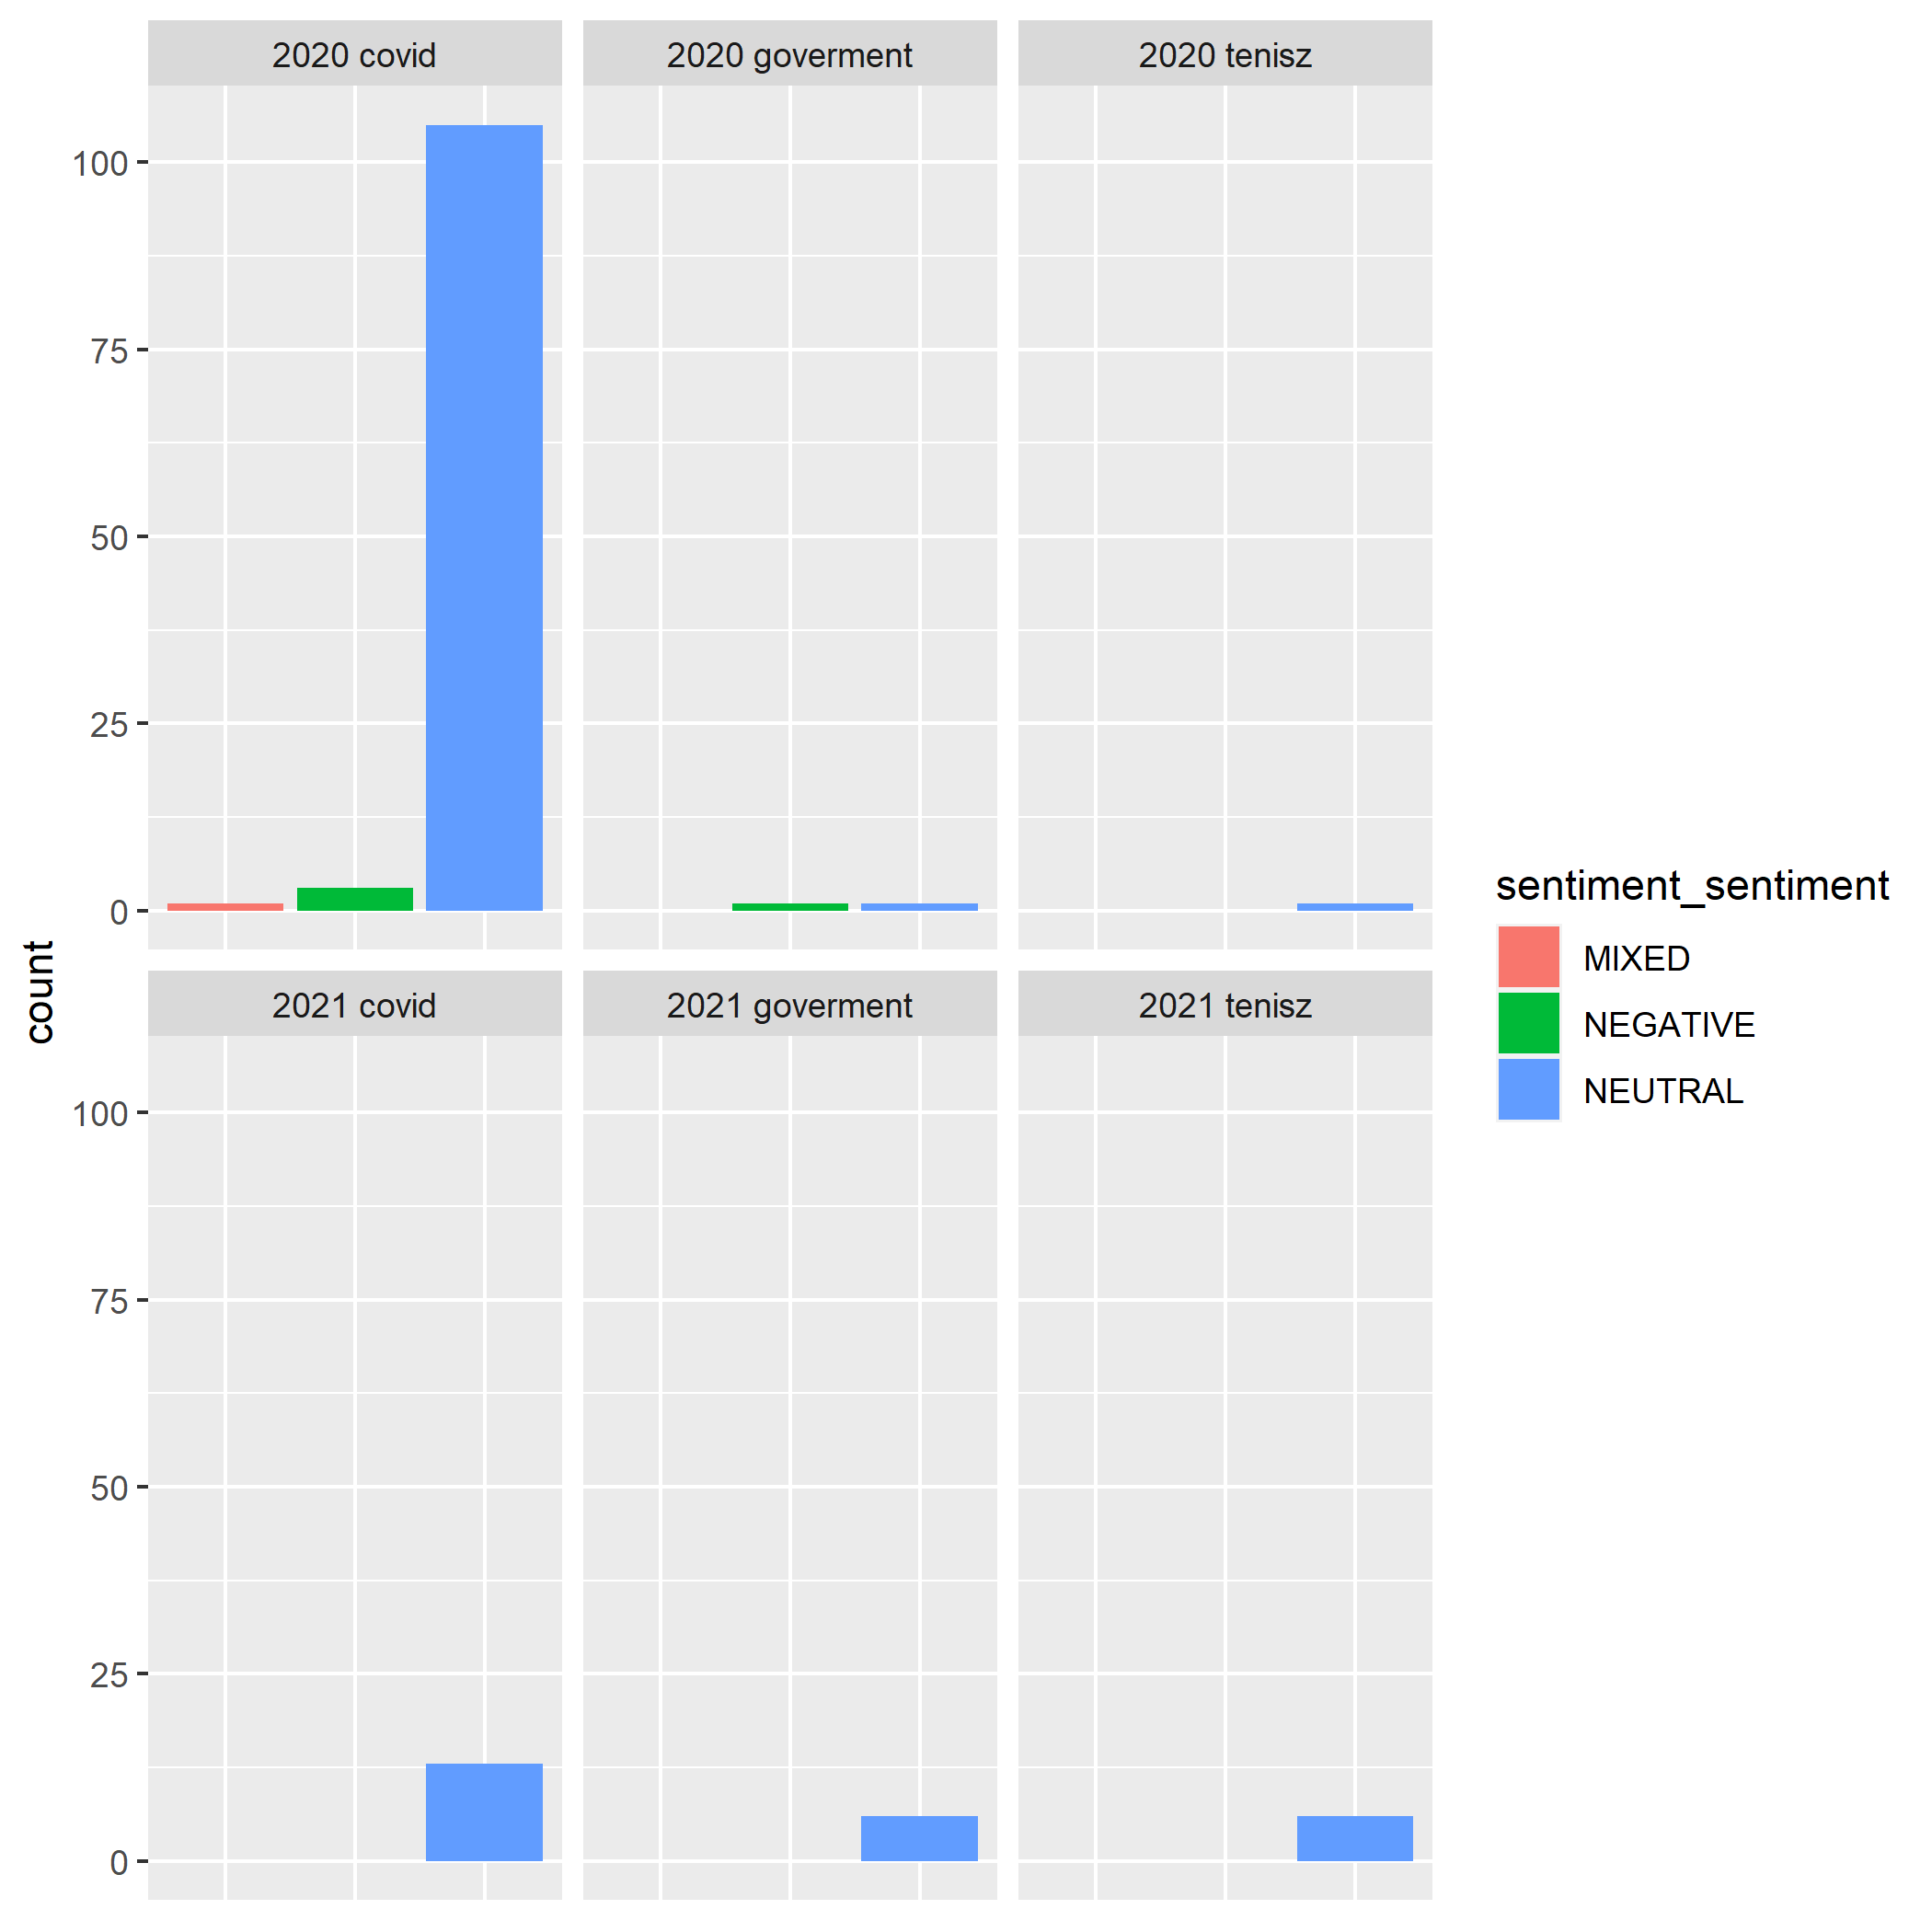 2020 covid
2020 goverment
2020 tenisz
100
75
50
25
0
count
2021 covid
2021 goverment
2021 tenisz
100
75
50
25
0
sentiment_sentiment
MIXED
NEGATIVE
NEUTRAL